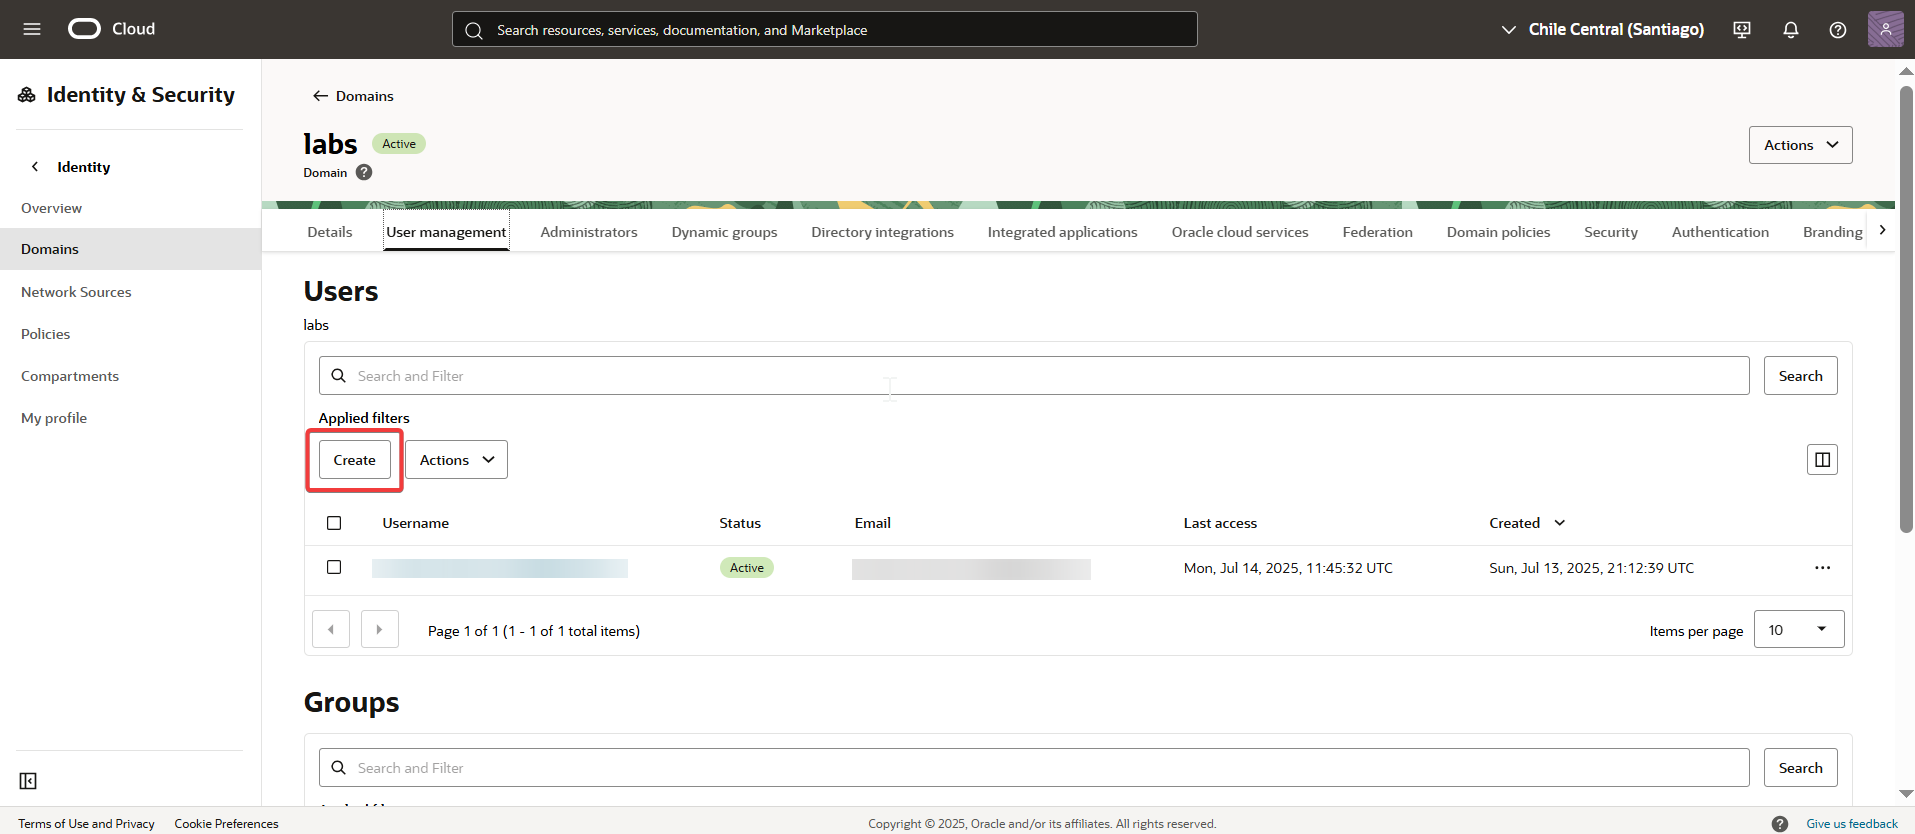 Cloud
Search resources, services, documentation, and Marketplace
Chile Central (Santiago)
Identity & Security
Identity
Overview
Domains
Network Sources
Policies
Compartments
My profile
Domains
labs Active
Domain
Actions
Details User management Administrators Dynamic groups Directory integrations Integrated applications Oracle cloud services Federation Domain policies Security Authentication Branding
Users
labs
Search and Filter Search
Applied filters
Create Actions
Username Status Email Last access Created
Active Mon, Jul 14, 2025, 11:45:32 UTC Sun, Jul 13, 2025, 21:12:39 UTC
Page 1 of 1 (1 - 1 of 1 total items) Items per page 10
Groups
Search and Filter Search
Terms of Use and Privacy Cookie Preferences Copyright © 2025, Oracle and/or its affiliates. All rights reserved. Give us feedback